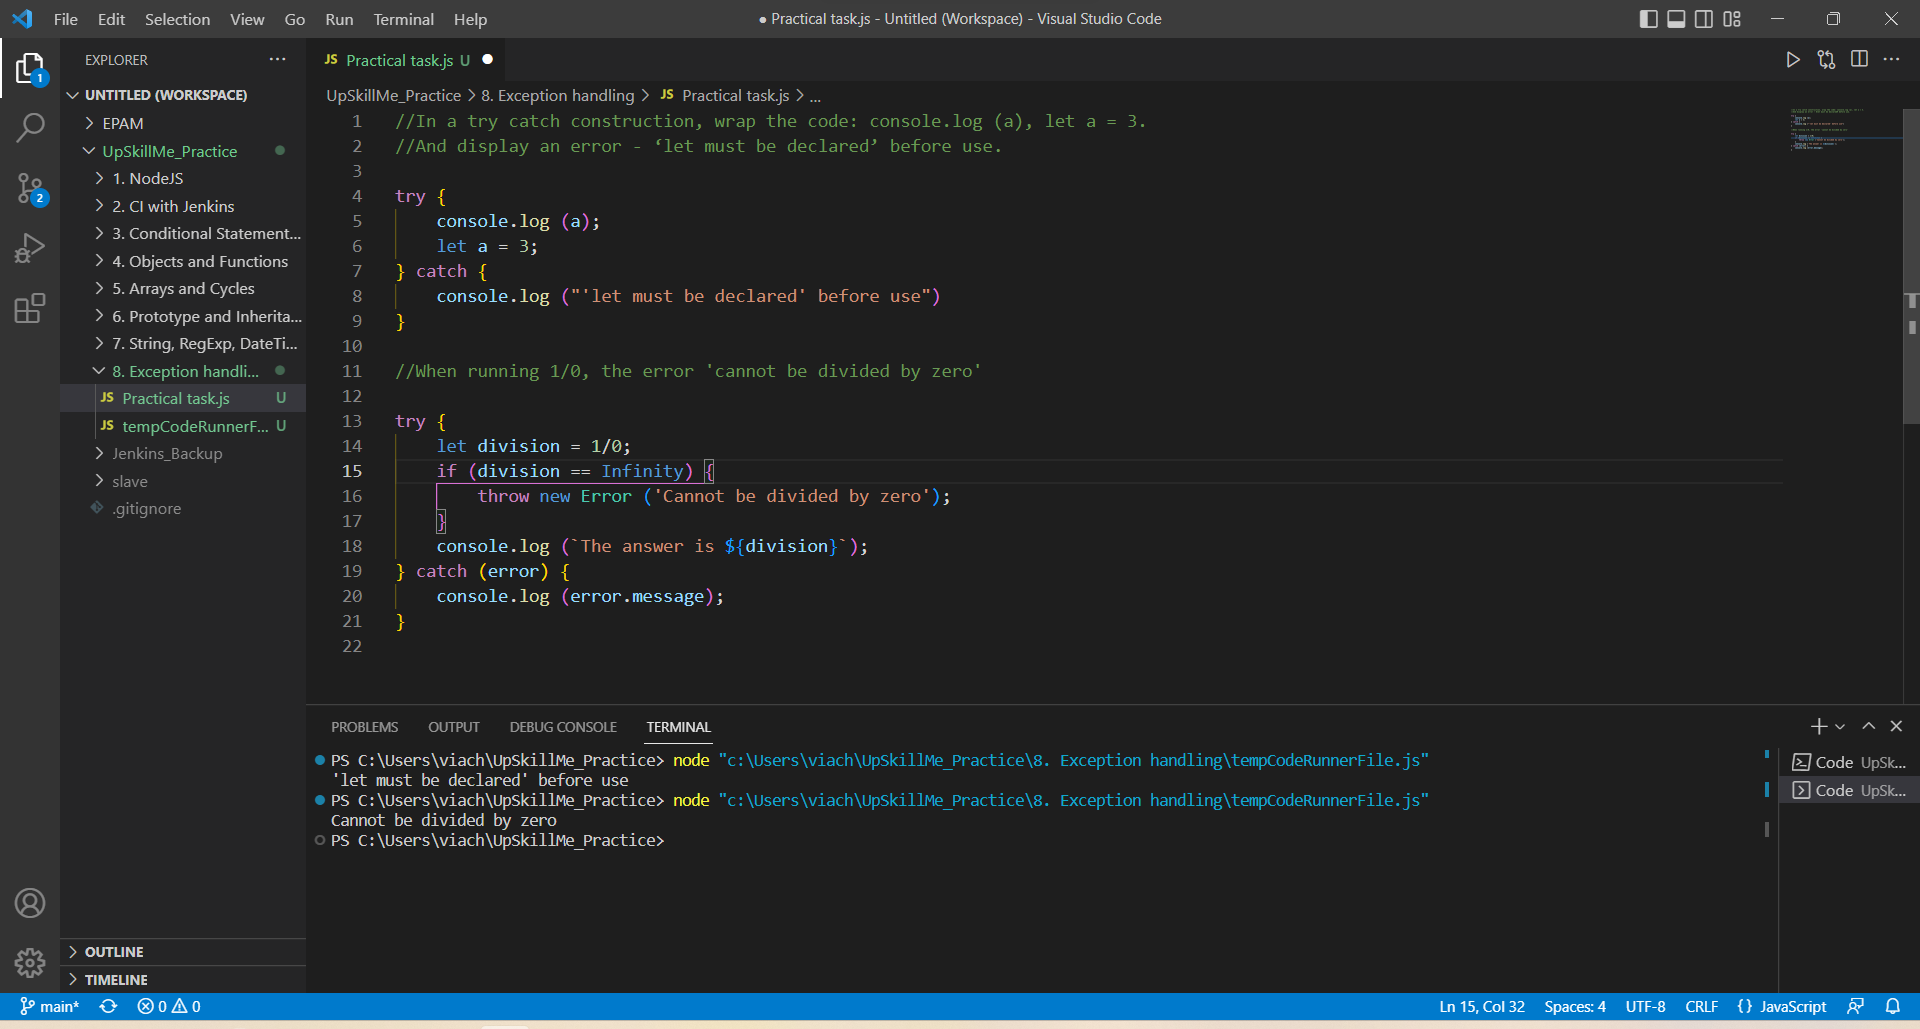 File Edit Selection View Go Run Terminal Help
● Practical task.js - Untitled (Workspace) - Visual Studio Code
EXPLORER
UNTITLED (WORKSPACE)
EPAM
UpSkillMe_Practice
1. NodeJS
2. CI with Jenkins
3. Conditional Statement...
4. Objects and Functions
5. Arrays and Cycles
6. Prototype and Inherita...
7. String, RegExp, DateTi...
8. Exception handli...
JS Practical task.js U
JS tempCodeRunnerF... U
Jenkins_Backup
slave
.gitignore
OUTLINE
TIMELINE
1
2
JS Practical task.js U
UpSkillMe_Practice > 8. Exception handling > JS Practical task.js > ...
1 //In a try catch construction, wrap the code: console.log (a), let a = 3.
2 //And display an error - ‘let must be declared’ before use.
3
4 try {
5 console.log (a);
6 let a = 3;
7 } catch {
8 console.log ("'let must be declared' before use")
9 }
10
11 //When running 1/0, the error 'cannot be divided by zero'
12
13 try {
14 let division = 1/0;
15 if (division == Infinity) {
16 throw new Error ('Cannot be divided by zero');
17 }
18 console.log (`The answer is ${division}`);
19 } catch (error) {
20 console.log (error.message);
21 }
22
PROBLEMS OUTPUT DEBUG CONSOLE TERMINAL
PS C:\Users\viach\UpSkillMe_Practice> node "c:\Users\viach\UpSkillMe_Practice\8. Exception handling\tempCodeRunnerFile.js"
'let must be declared' before use
PS C:\Users\viach\UpSkillMe_Practice> node "c:\Users\viach\UpSkillMe_Practice\8. Exception handling\tempCodeRunnerFile.js"
Cannot be divided by zero
PS C:\Users\viach\UpSkillMe_Practice>
Code UpSk...
Code UpSk...
main* 0 0
Ln 15, Col 32 Spaces: 4 UTF-8 CRLF {} JavaScript